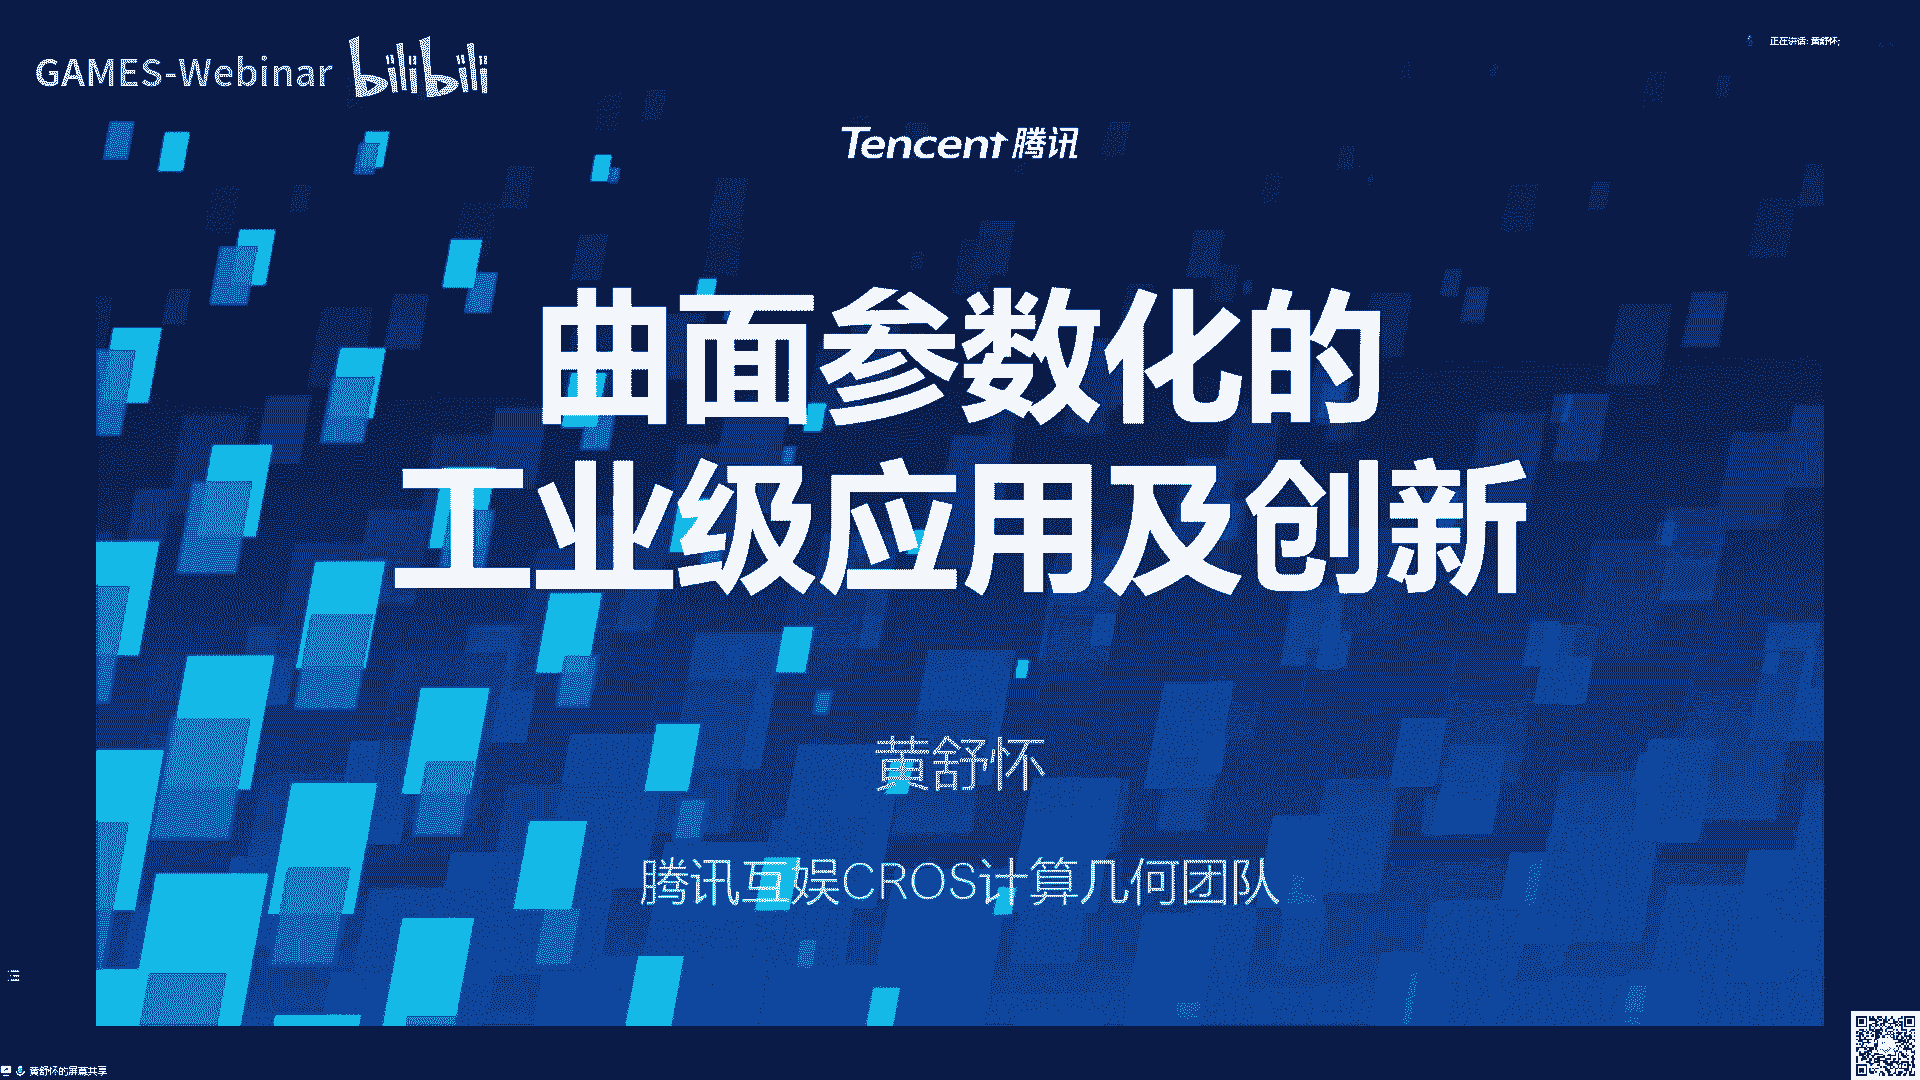 GAMES-Webinar bilibili
正在讲话: 黄舒怀;
Tencent 腾讯
曲面参数化的
工业级应用及创新
黄舒怀
腾讯互娱CROS计算几何团队
黄舒怀的屏幕共享